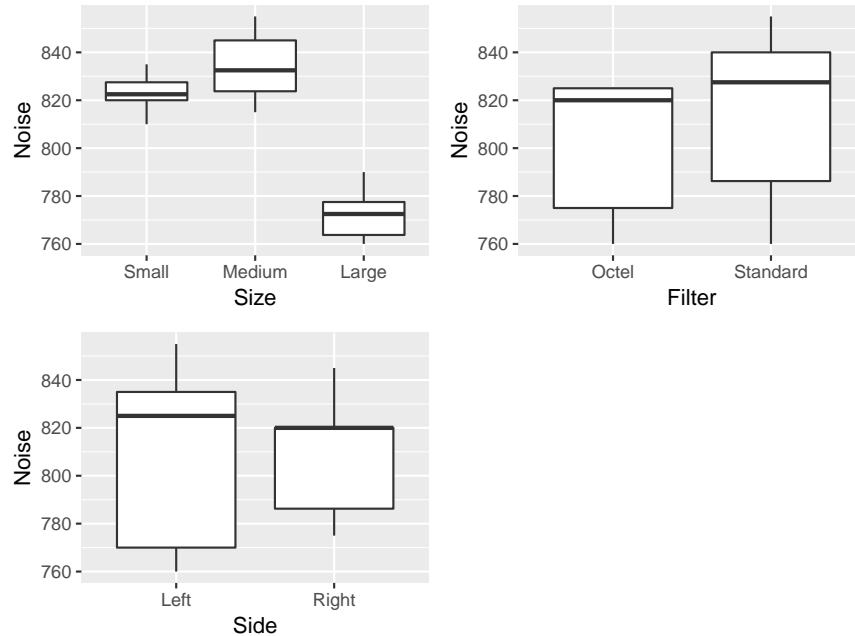 Noise
840
820
800
780
760
Small Medium Large
Size
Noise
840
820
800
780
760
Octel Standard
Filter
Noise
840
820
800
780
760
Left Right
Side